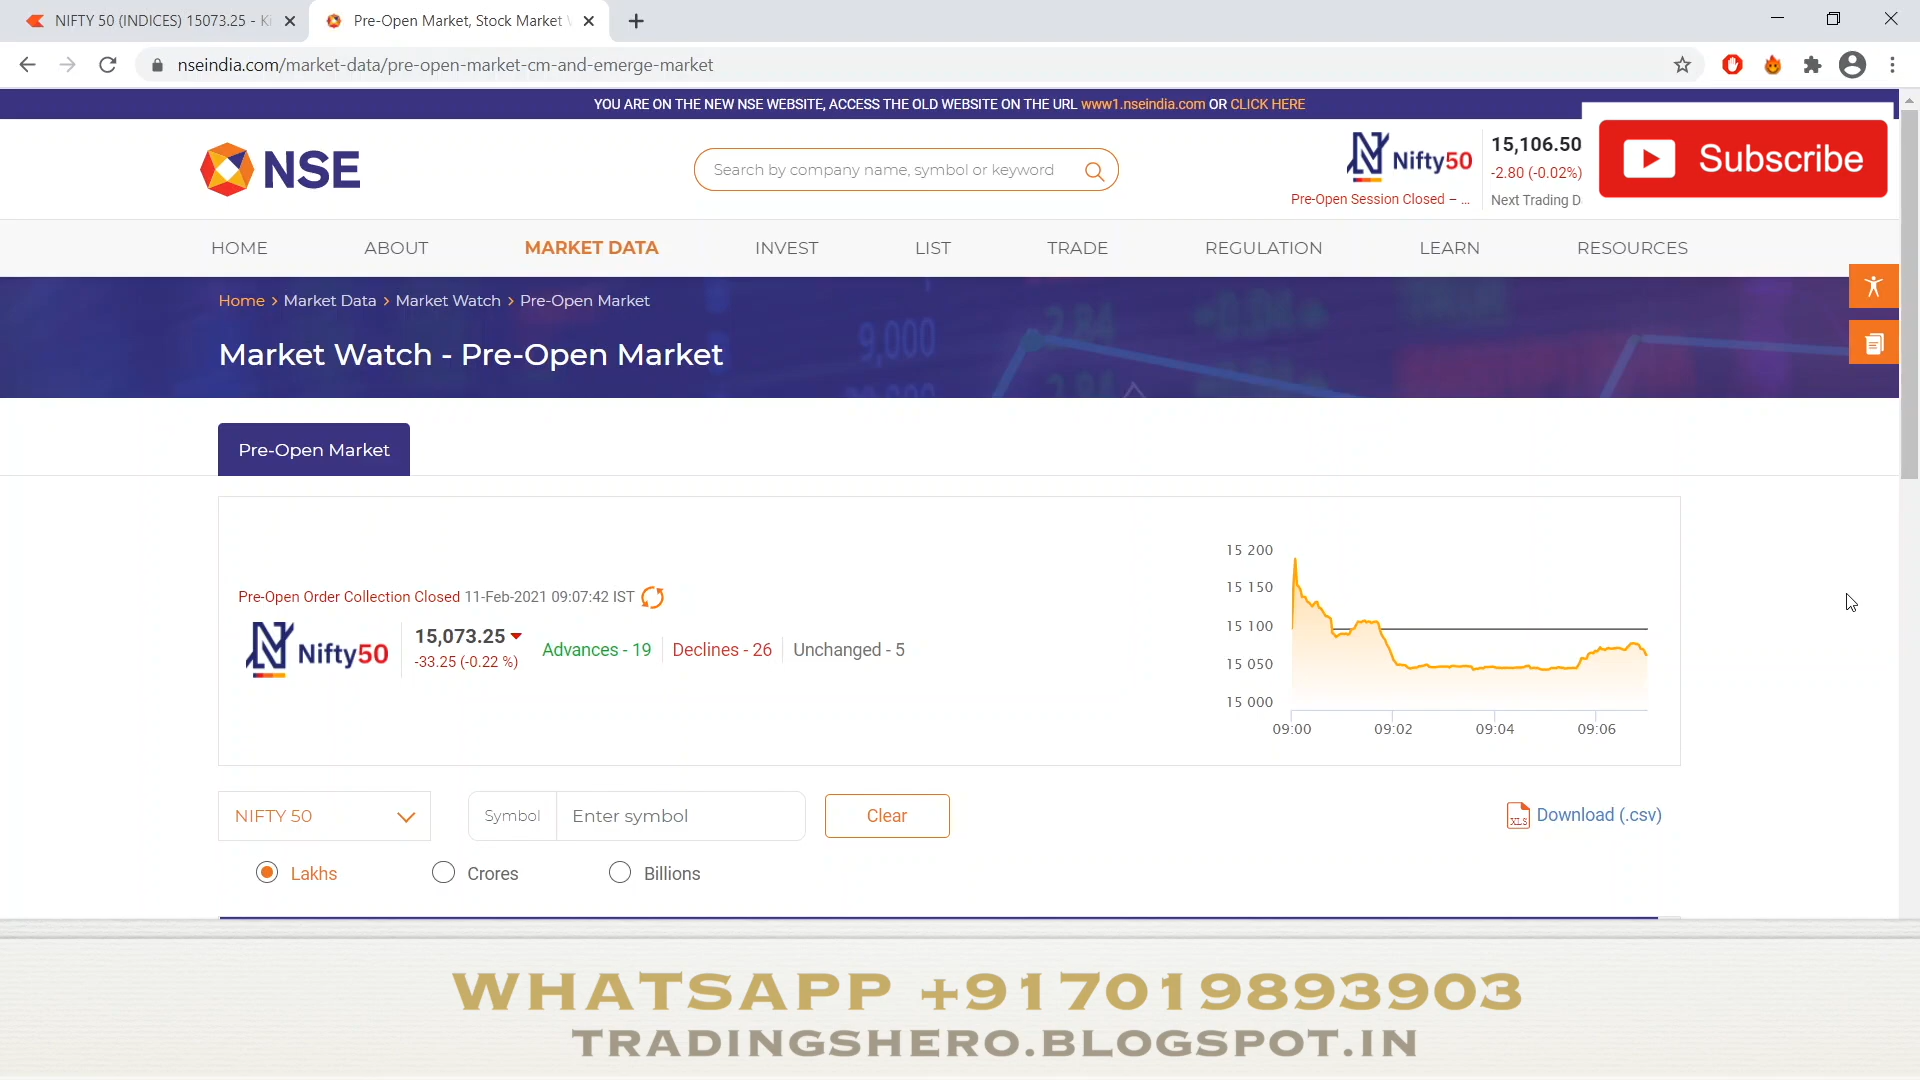 NIFTY 50 (INDICES) 15073.25 - Ki
Pre-Open Market, Stock Market
nseindia.com/market-data/pre-open-market-cm-and-emerge-market
YOU ARE ON THE NEW NSE WEBSITE, ACCESS THE OLD WEBSITE ON THE URL www1.nseindia.com OR CLICK HERE
NSE
Search by company name, symbol or keyword
Nifty50
Pre-Open Session Closed – ...
15,106.50
-2.80 (-0.02%)
Next Trading D
Subscribe
HOME ABOUT MARKET DATA INVEST LIST TRADE REGULATION LEARN RESOURCES
Home > Market Data > Market Watch > Pre-Open Market
9,000
2.84
2.84
Market Watch - Pre-Open Market
Pre-Open Market
Pre-Open Order Collection Closed 11-Feb-2021 09:07:42 IST
Nifty50
15,073.25
-33.25 (-0.22 %)
Advances - 19
Declines - 26
Unchanged - 5
15 200
15 150
15 100
15 050
15 000
09:00 09:02 09:04 09:06
NIFTY 50
Symbol
Enter symbol
Clear
XLS
Download (.csv)
Lakhs Crores Billions
WHATSAPP +917019893903
TRADINGSHERO.BLOGSPOT.IN